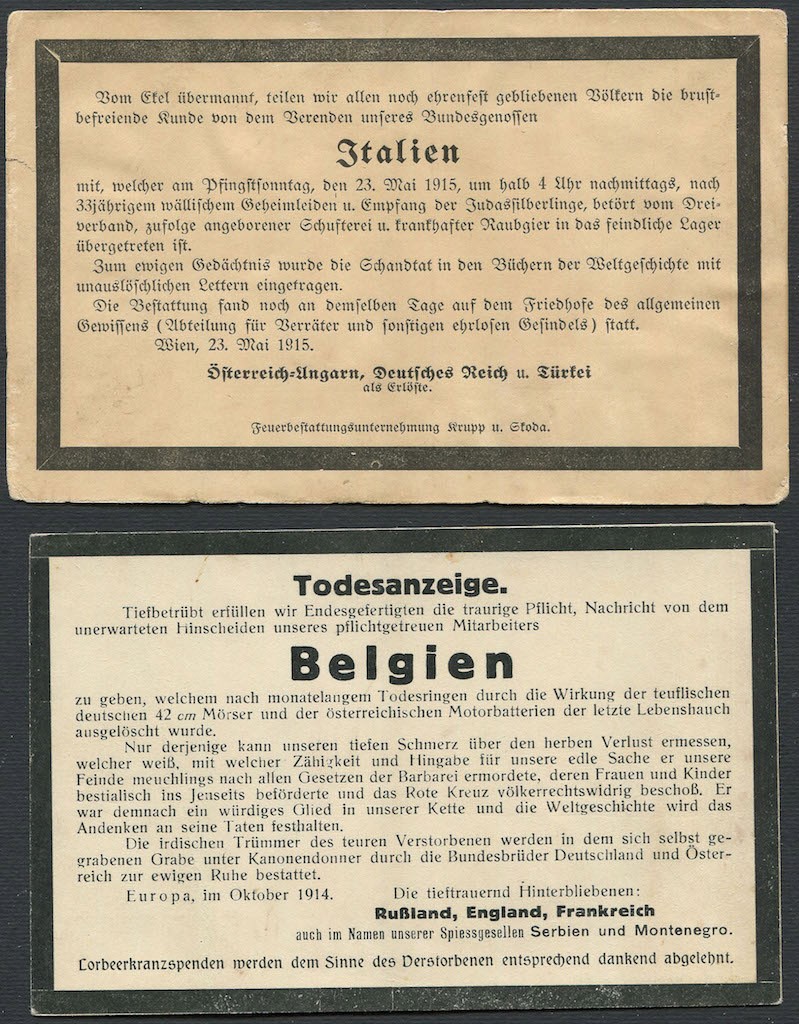 Vom Ekel übermannt, teilen wir allen noch ehrenfest gebliebenen Völkern die brust-
befreiende Kunde von dem Verenden unseres Bundesgenossen
Italien
mit, welcher am Pfingstsonntag, den 23. Mai 1915, um halb 4 Uhr nachmittags, nach
33jährigem wällischem Geheimleiden u. Empfang der Judassilberlinge, betört vom Drei-
verband, zufolge angeborener Schufterei u. krankhafter Raubgier in das feindliche Lager
übergetreten ist.
Zum ewigen Gedächtnis wurde die Schandtat in den Büchern der Weltgeschichte mit
unauslöschlichen Lettern eingetragen.
Die Bestattung fand noch an demselben Tage auf dem Friedhofe des allgemeinen
Gewissens (Abteilung für Verräter und sonstigen ehrlosen Gesindels) statt.
Wien, 23. Mai 1915.
Österreich-Ungarn, Deutsches Reich u. Türkei
als Erlöste.
Feuerbestattungsunternehmung Krupp u. Skoda.
Todesanzeige.
Tiefbetrübt erfüllen wir Endesgefertigten die traurige Pflicht, Nachricht von dem
unerwarteten Hinscheiden unseres pflichtgetreuen Mitarbeiters
Belgien
zu geben, welchem nach monatelangem Todesringen durch die Wirkung der teuflischen
deutschen 42 cm Mörser und der österreichischen Motorbatterien der letzte Lebenshauch
ausgelöscht wurde.
Nur derjenige kann unseren tiefen Schmerz über den herben Verlust ermessen,
welcher weiß, mit welcher Zähigkeit und Hingabe für unsere edle Sache er unsere
Feinde meuchlings nach allen Gesetzen der Barbarei ermordete, deren Frauen und Kinder
bestialisch ins Jenseits beförderte und das Rote Kreuz völkerrechtswidrig beschoß. Er
war demnach ein würdiges Glied in unserer Kette und die Weltgeschichte wird das
Andenken an seine Taten festhalten.
Die irdischen Trümmer des teuren Verstorbenen werden in dem sich selbst ge-
grabenen Grabe unter Kanonendonner durch die Bundesbrüder Deutschland und Öster-
reich zur ewigen Ruhe bestattet.
Europa, im Oktober 1914. Die tieftrauernd Hinterbliebenen:
Rußland, England, Frankreich
auch im Namen unserer Spiessgesellen Serbien und Montenegro.
Lorbeerkranzspenden werden dem Sinne des Verstorbenen entsprechend dankend abgelehnt.